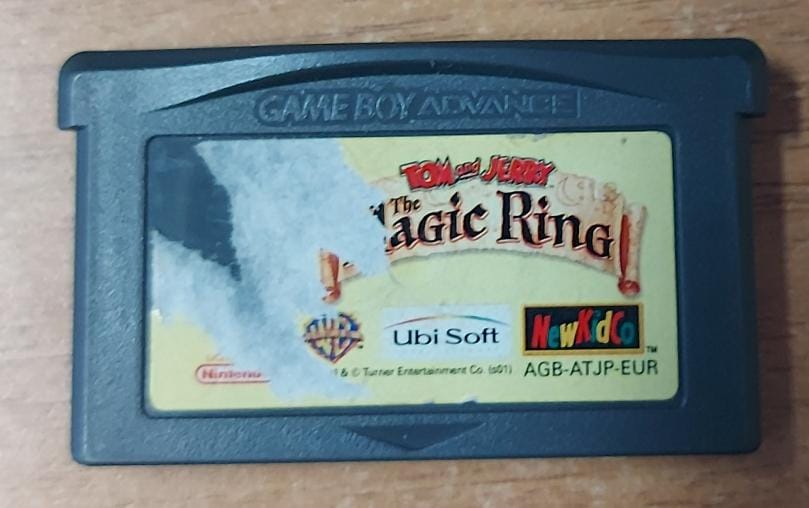 GAME BOY ADVANCE
TOM and JERRY
The
agic Ring
Ubi Soft
NewKidCo
TM
Nintendo
& © Turner Entertainment Co. (s01)
AGB-ATJP-EUR